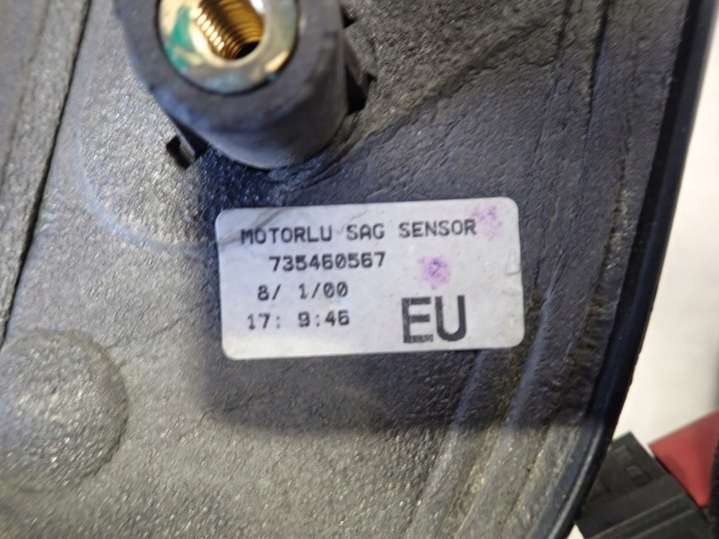 MOTORLU SAG SENSOR
735460567
8/ 1/00
17: 9:46
EU